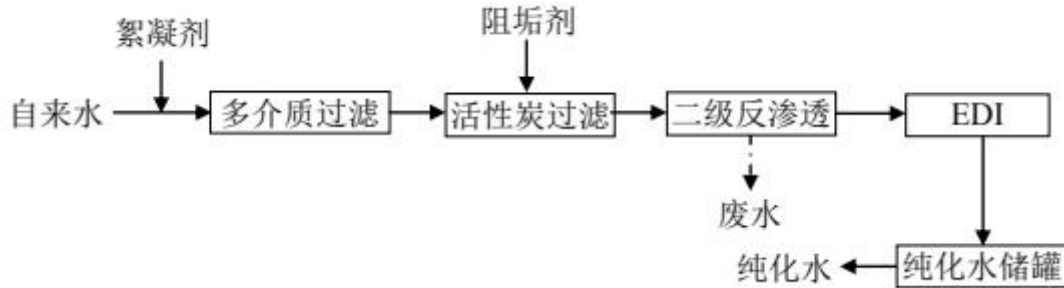 絮凝剂
阻垢剂
自来水
多介质过滤
活性炭过滤
二级反渗透
EDI
废水
纯化水
纯化水储罐